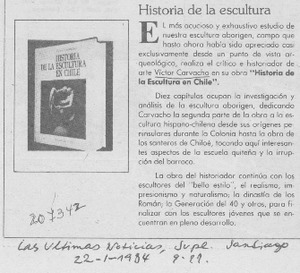 Historia de la escultura
EL más acucioso y exhaustivo estudio de
nuestra escultura aborigen, campo que
hasta ahora había sido apreciado casi
exclusivamente desde un punto de vista ar-
queológico, realiza el crítico e historiador de
arte Víctor Carvacho en su obra "Historia de
la Escultura en Chile".
Diez capítulos ocupan la investigación y
análisis de la escultura aborigen, dedicando
Carvacho la segunda parte de la obra a la es-
cultura hispano-chilena desde sus orígenes pe-
ninsulares durante la Colonia hasta la obra de
los santeros de Chiloé, tocando aquí interesan-
tes aspectos de la escuela quiteña y la irrup-
ción del barroco.
La obra del historiador continúa con los
escultores del "bello estilo", el realismo, im-
presionismo y naturalismo; la dinastía de los
Román; la Generación del 40 y otros, para fi-
nalizar con los escultores jóvenes que se en-
cuentran en pleno desarrollo.
HISTORIA
DE LA ESCULTURA
EN CHILE
207342
Las Ultimas Noticias, Supl. Santiago
22-1-1984